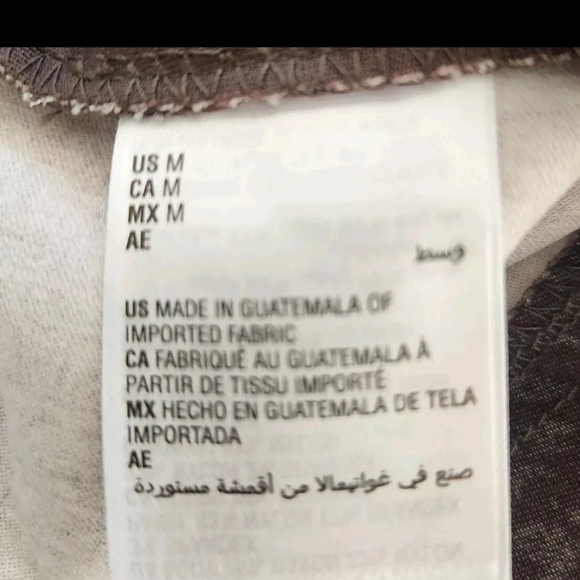 US M
CA M
MX M
AE
وسط
US MADE IN GUATEMALA OF
IMPORTED FABRIC
CA FABRIQUÉ AU GUATEMALA À
PARTIR DE TISSU IMPORTÉ
MX HECHO EN GUATEMALA DE TELA
IMPORTADA
AE
صنع في غواتيمالا من أقمشة مستوردة